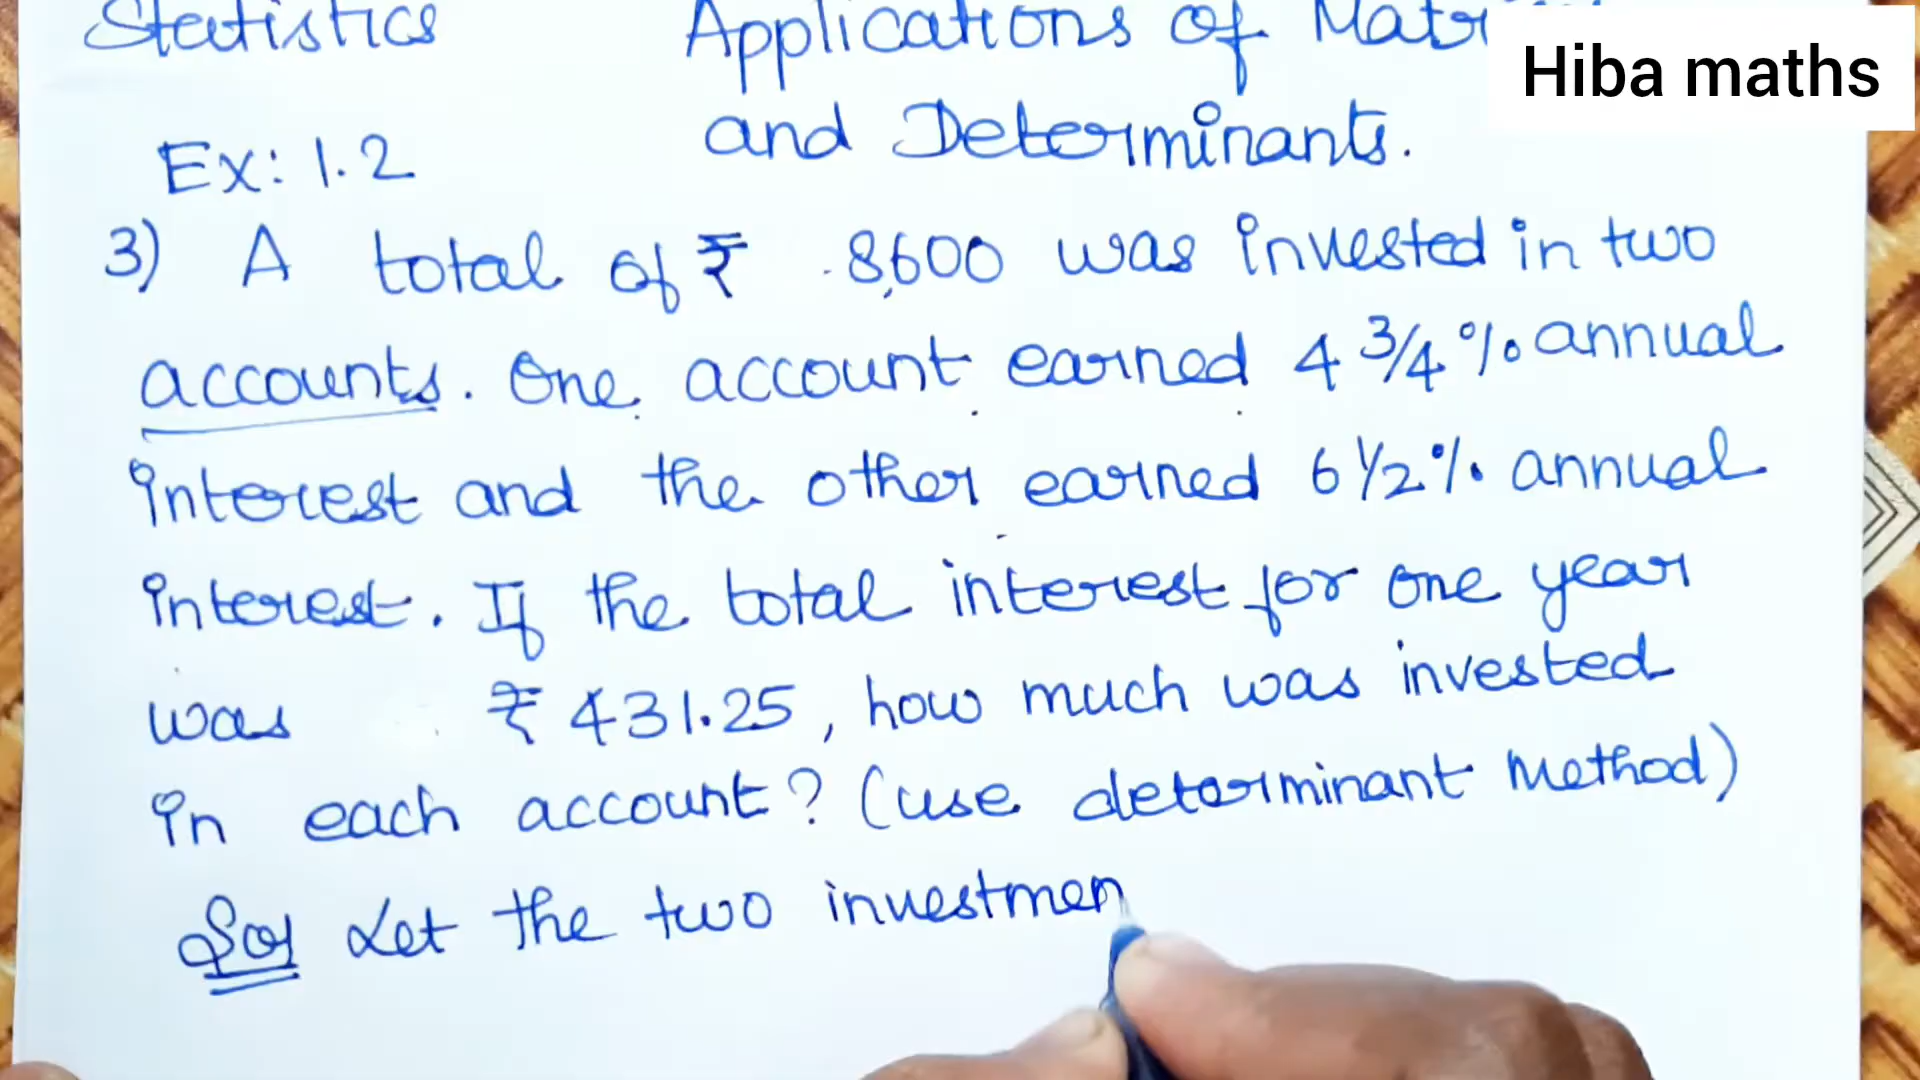 Statistics Applications of Matr
Hiba maths
and Determinants.
Ex: 1.2
3) A total of ₹ 8,600 was invested in two
accounts. One account earned 4 3/4 % annual
interest and the other earned 6 1/2 % annual
interest. If the total interest for one year
was ₹ 431.25, how much was invested
in each account? (use determinant Method)
Sol Let the two investmen